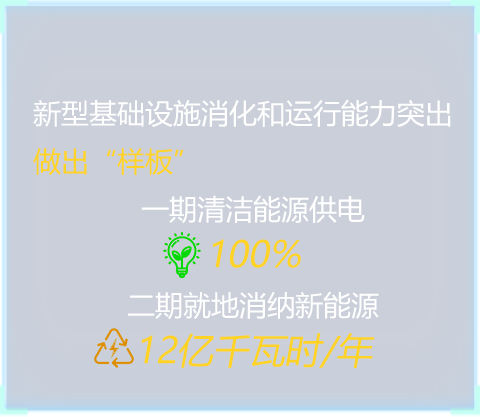 新型基础设施消化和运行能力突出
做出“样板”
一期清洁能源供电
100%
二期就地消纳新能源
12亿千瓦时/年